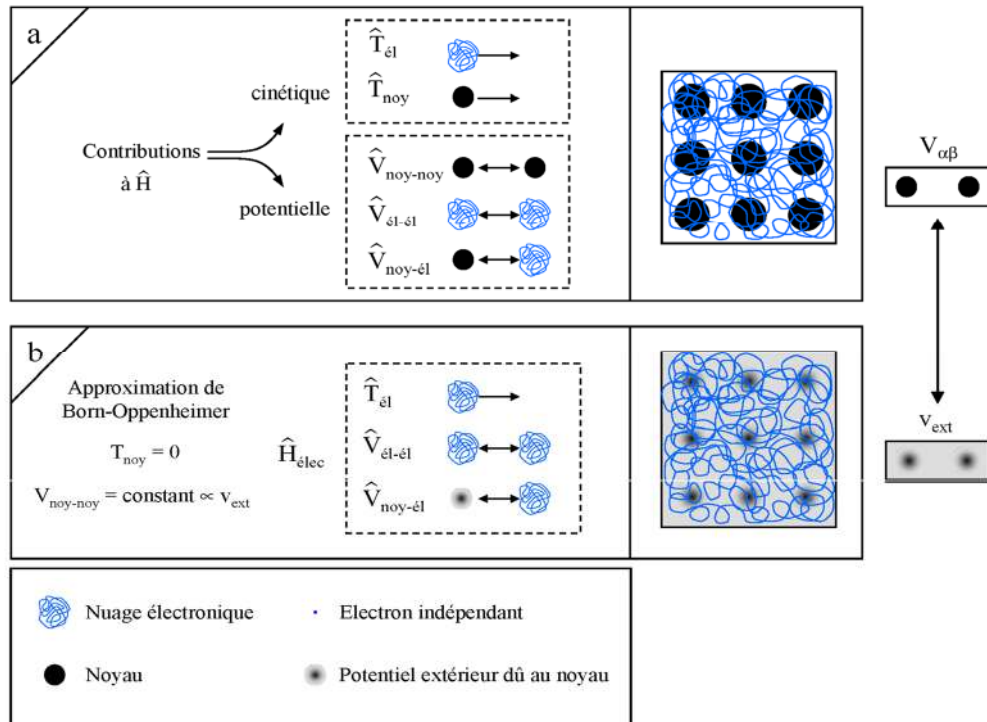 a
T̂él
T̂noy
cinétique
Contributions
à Ĥ
potentielle
V̂noy-noy
V̂él-él
V̂noy-él
Vαβ
b
Approximation de
Born-Oppenheimer
Tnoy = 0
Vnoy-noy = constant ∝ vext
Ĥélec
T̂él
V̂él-él
V̂noy-él
vext
Nuage électronique
Electron indépendant
Noyau
Potentiel extérieur dû au noyau